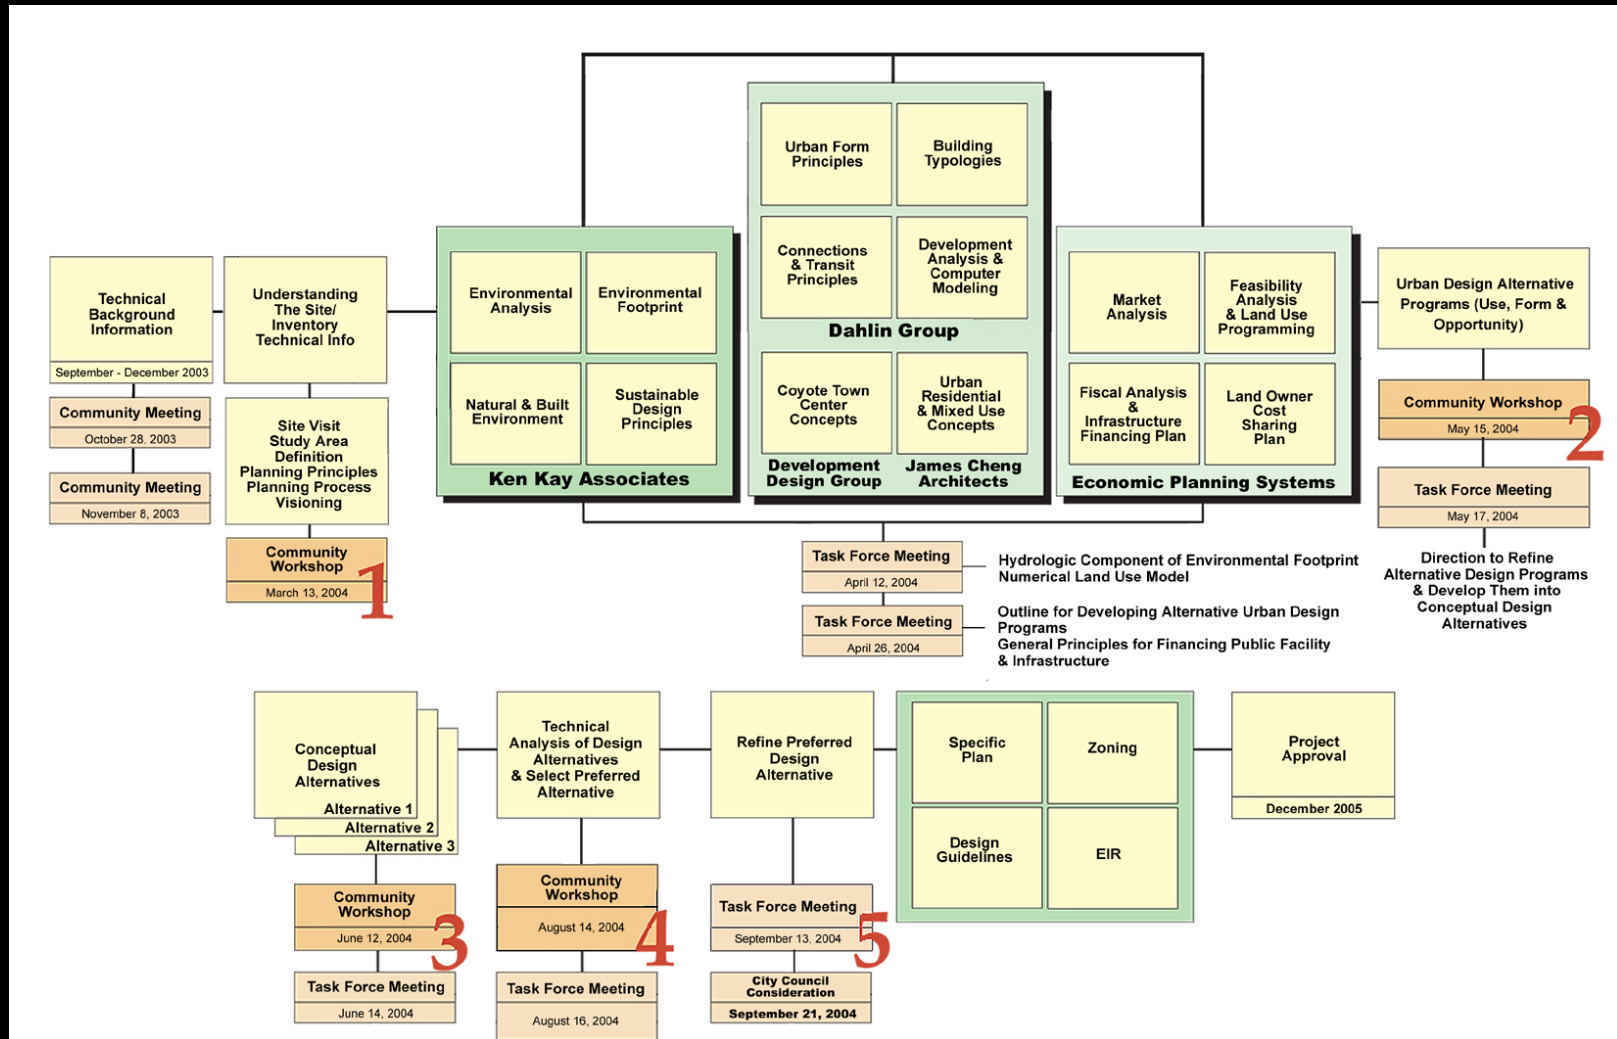 Technical
Background
Information
September - December 2003
Community Meeting
October 28, 2003
Community Meeting
November 8, 2003
Understanding
The Site/
Inventory
Technical Info
Site Visit
Study Area
Definition
Planning Principles
Planning Process
Visioning
Community
Workshop
March 13, 2004
1
Environmental
Analysis
Environmental
Footprint
Natural & Built
Environment
Sustainable
Design
Principles
Ken Kay Associates
Urban Form
Principles
Building
Typologies
Connections
& Transit
Principles
Development
Analysis &
Computer
Modeling
Dahlin Group
Coyote Town
Center
Concepts
Urban
Residential
& Mixed Use
Concepts
Development
Design Group
James Cheng
Architects
Market
Analysis
Feasibility
Analysis
& Land Use
Programming
Fiscal Analysis
&
Infrastructure
Financing Plan
Land Owner
Cost
Sharing
Plan
Economic Planning Systems
Task Force Meeting
April 12, 2004
Hydrologic Component of Environmental Footprint
Numerical Land Use Model
Task Force Meeting
April 26, 2004
Outline for Developing Alternative Urban Design
Programs
General Principles for Financing Public Facility
& Infrastructure
Urban Design Alternative
Programs (Use, Form &
Opportunity)
Community Workshop
May 15, 2004
2
Task Force Meeting
May 17, 2004
Direction to Refine
Alternative Design Programs
& Develop Them into
Conceptual Design
Alternatives
Conceptual
Design
Alternatives
Alternative 1
Alternative 2
Alternative 3
Community
Workshop
June 12, 2004
3
Task Force Meeting
June 14, 2004
Technical
Analysis of Design
Alternatives
& Select Preferred
Alternative
Community
Workshop
August 14, 2004
4
Task Force Meeting
August 16, 2004
Refine Preferred
Design
Alternative
Task Force Meeting
September 13, 2004
5
City Council
Consideration
September 21, 2004
Specific
Plan
Zoning
Design
Guidelines
EIR
Project
Approval
December 2005